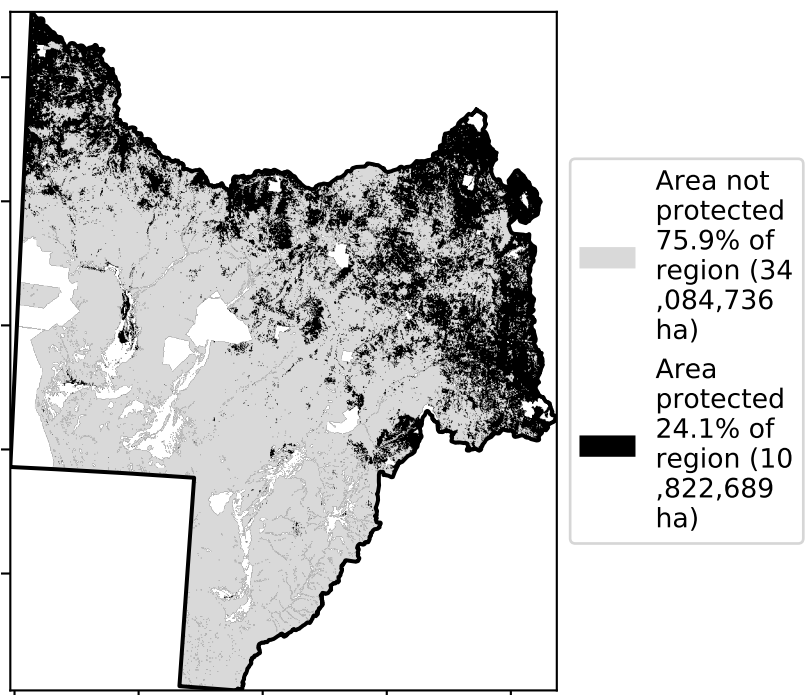 Area not
protected
75.9% of
region (34
,084,736
ha)
Area
protected
24.1% of
region (10
,822,689
ha)